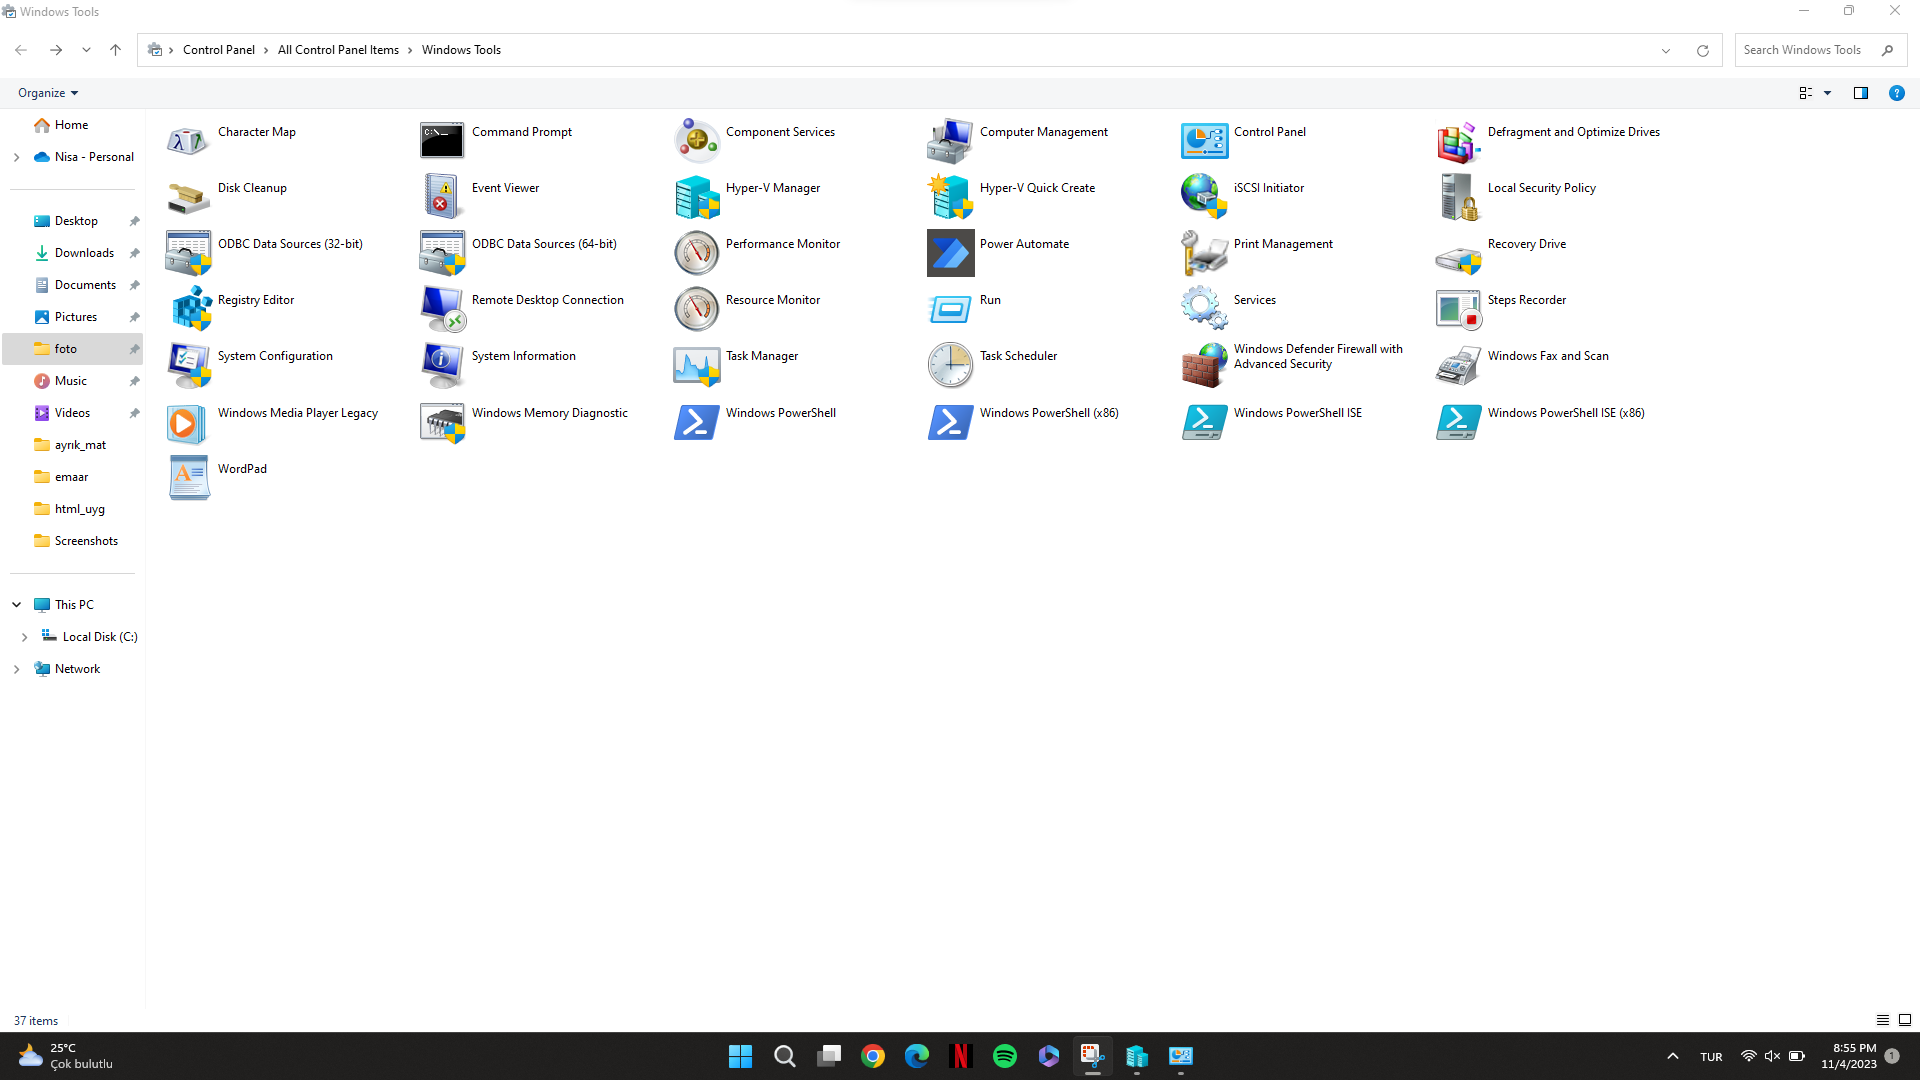 Windows Tools
Control Panel > All Control Panel Items > Windows Tools
Search Windows Tools
Organize
Home
Nisa - Personal
Desktop
Downloads
Documents
Pictures
foto
Music
Videos
ayrık_mat
emaar
html_uyg
Screenshots
This PC
Local Disk (C:)
Network
Character Map
Command Prompt
Component Services
Computer Management
Control Panel
Defragment and Optimize Drives
Disk Cleanup
Event Viewer
Hyper-V Manager
Hyper-V Quick Create
iSCSI Initiator
Local Security Policy
ODBC Data Sources (32-bit)
ODBC Data Sources (64-bit)
Performance Monitor
Power Automate
Print Management
Recovery Drive
Registry Editor
Remote Desktop Connection
Resource Monitor
Run
Services
Steps Recorder
System Configuration
System Information
Task Manager
Task Scheduler
Windows Defender Firewall with
Advanced Security
Windows Fax and Scan
Windows Media Player Legacy
Windows Memory Diagnostic
Windows PowerShell
Windows PowerShell (x86)
Windows PowerShell ISE
Windows PowerShell ISE (x86)
WordPad
37 items
25°C
Çok bulutlu
TUR
8:55 PM
11/4/2023
1